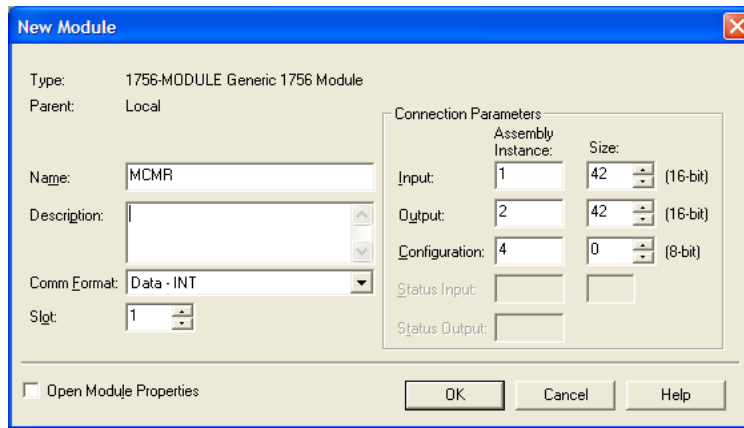 New Module
Type: 1756-MODULE Generic 1756 Module
Parent: Local
Connection Parameters
Assembly Instance: Size:
Name: MCMR
Input: 1 42 (16-bit)
Description:
Output: 2 42 (16-bit)
Configuration: 4 0 (8-bit)
Comm Format: Data - INT
Status Input:
Slot: 1
Status Output:
Open Module Properties
OK Cancel Help